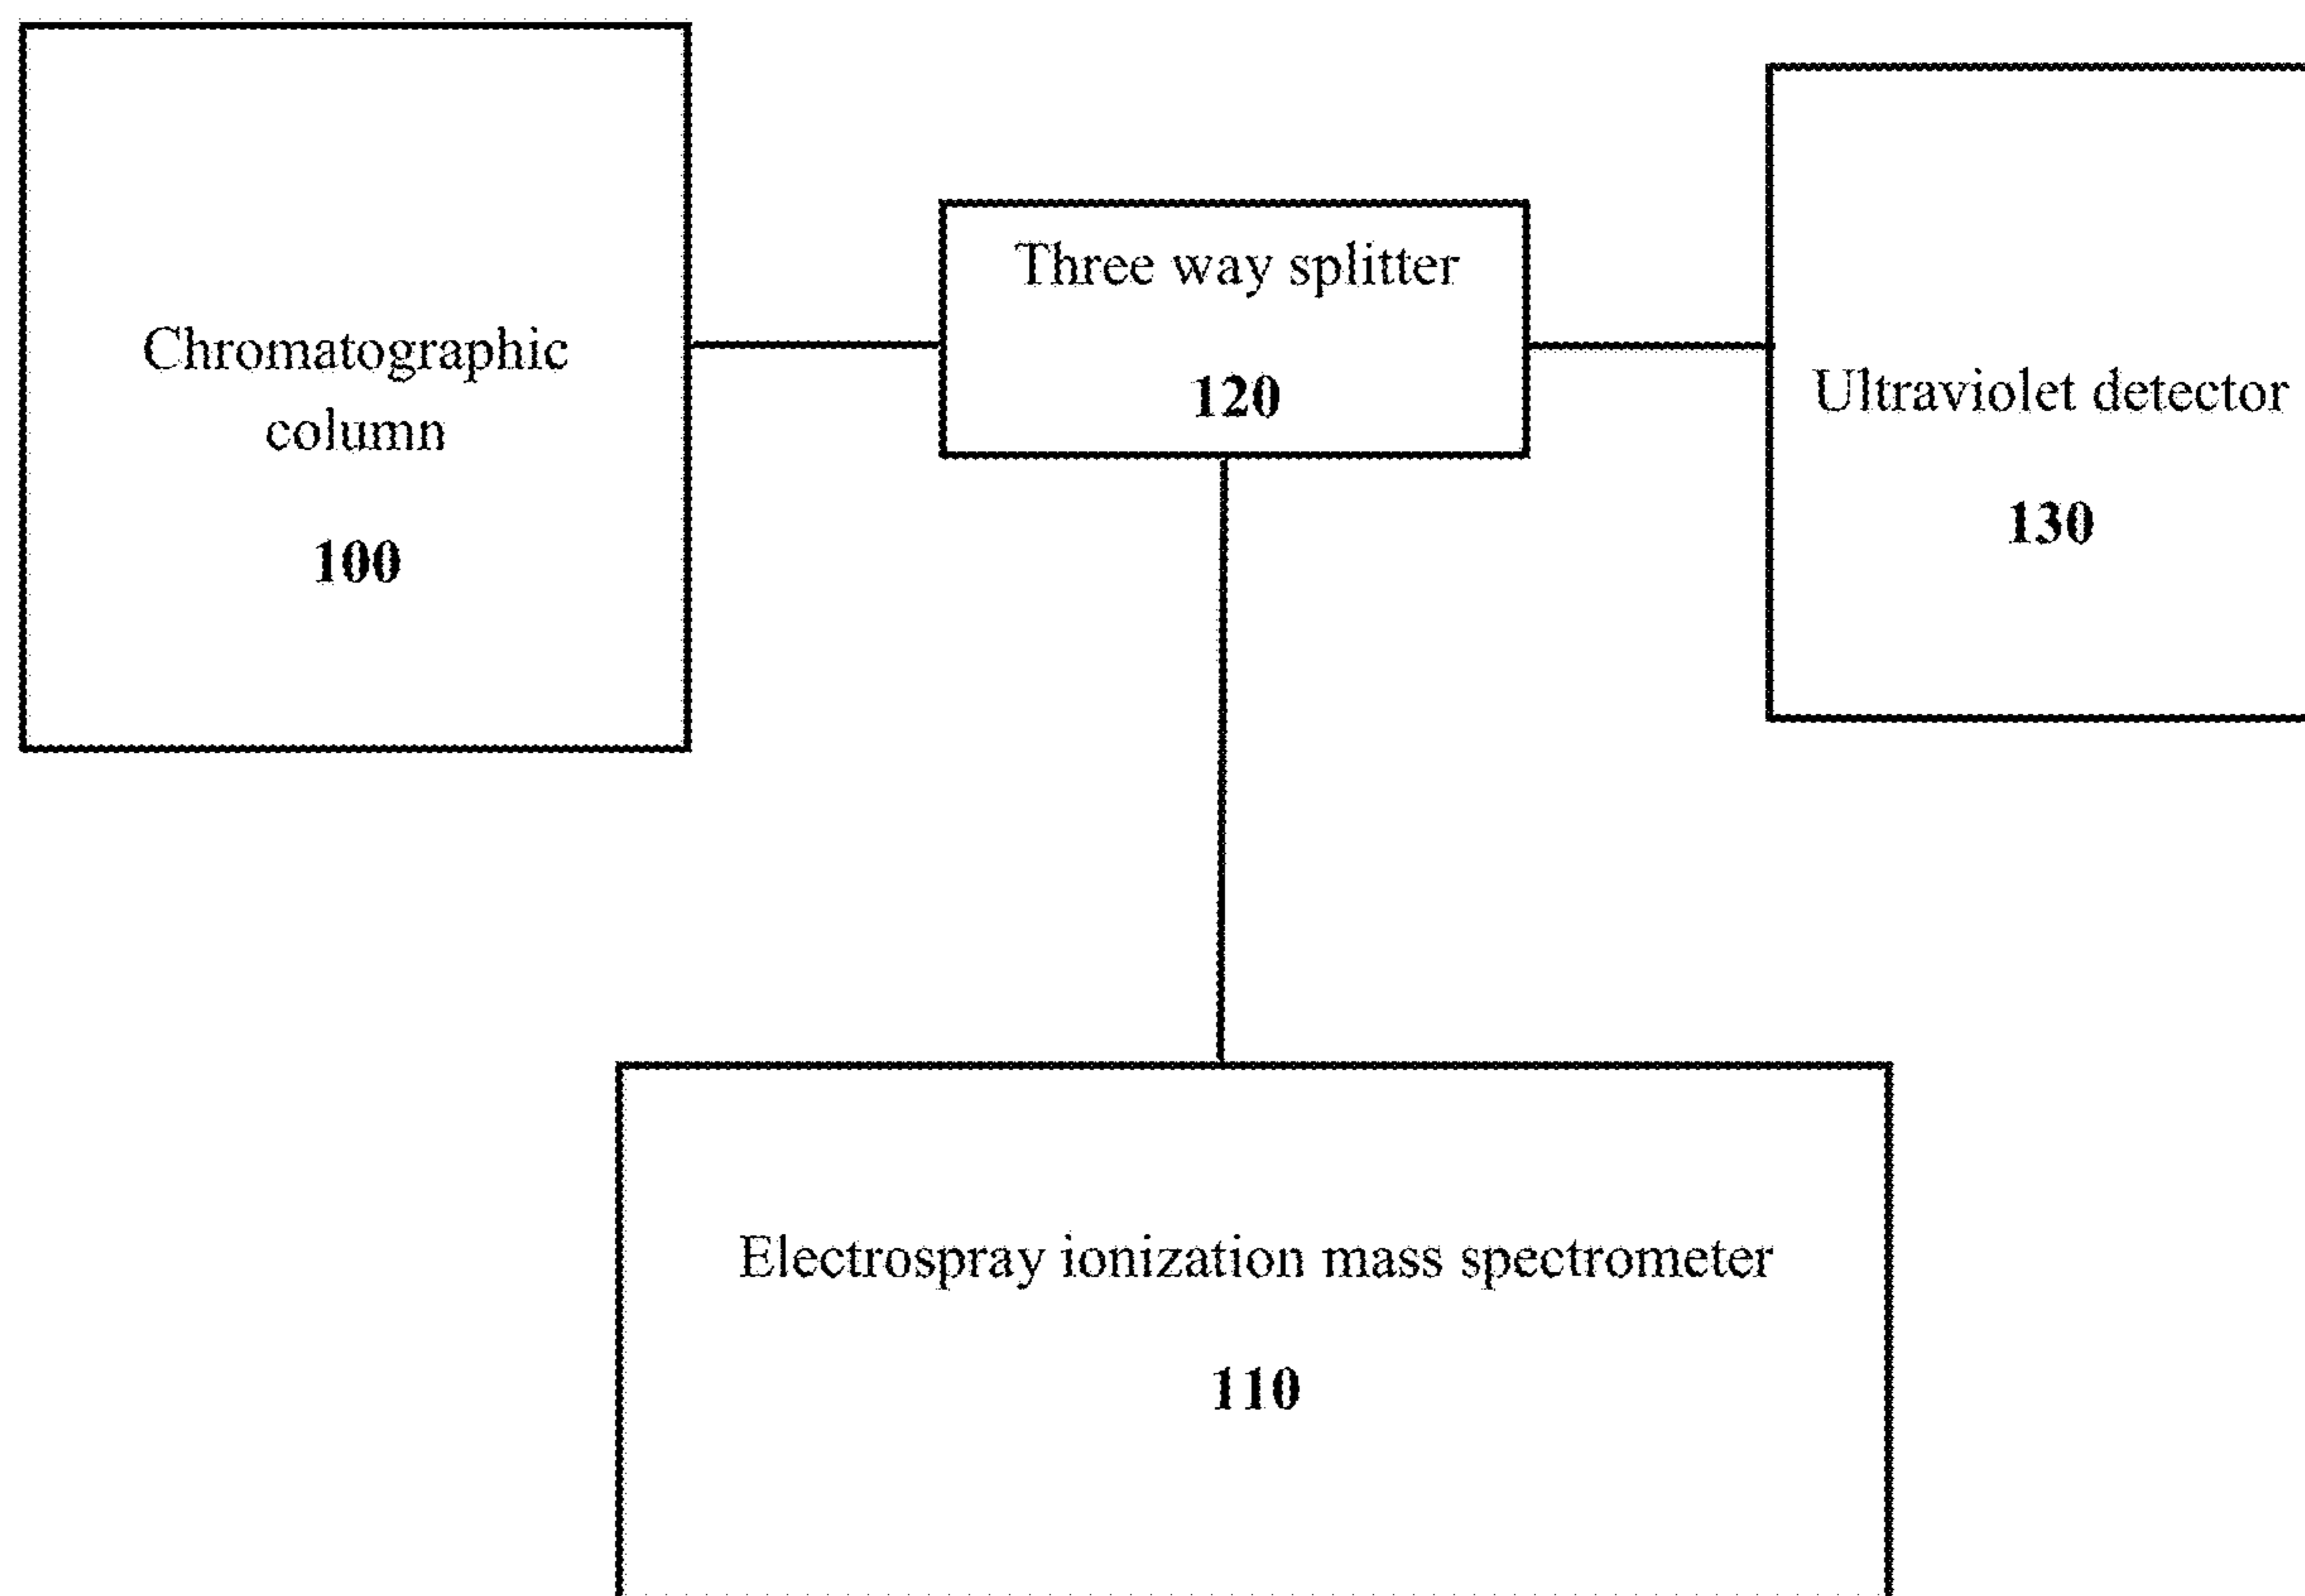 Chromatographic
column
100
Three way splitter
120
Ultraviolet detector
130
Electrospray ionization mass spectrometer
110